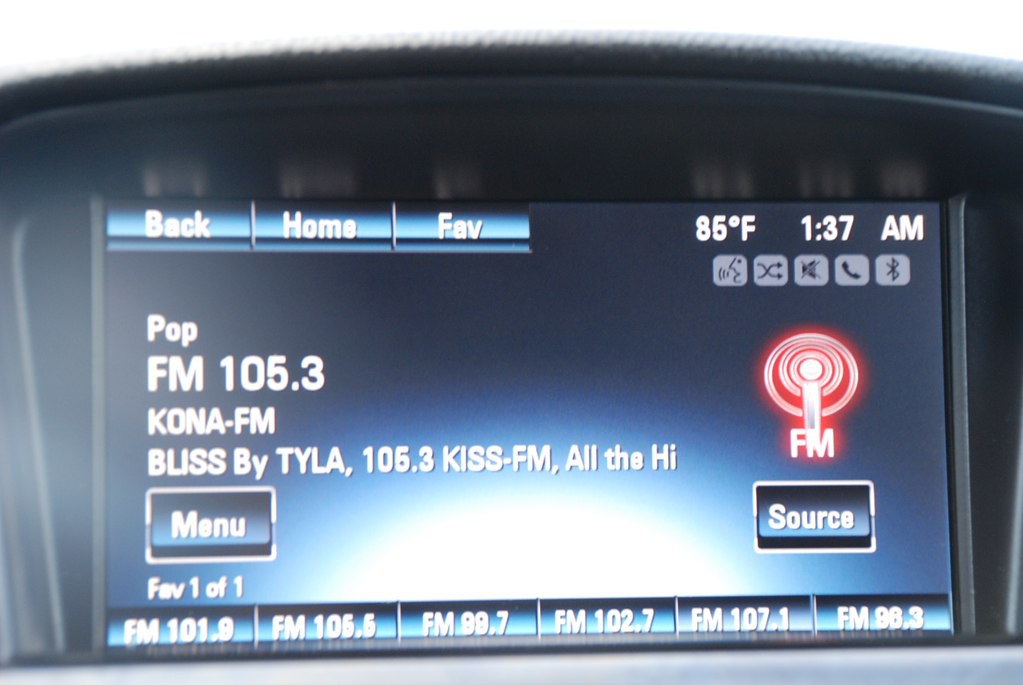 Back Home Fav 85°F 1:37 AM
Pop
FM 105.3
KONA-FM
BLISS By TYLA, 105.3 KISS-FM, All the Hi
FM
Menu Source
Fav 1 of 1
FM 101.9 FM 105.5 FM 99.7 FM 102.7 FM 107.1 FM 96.3